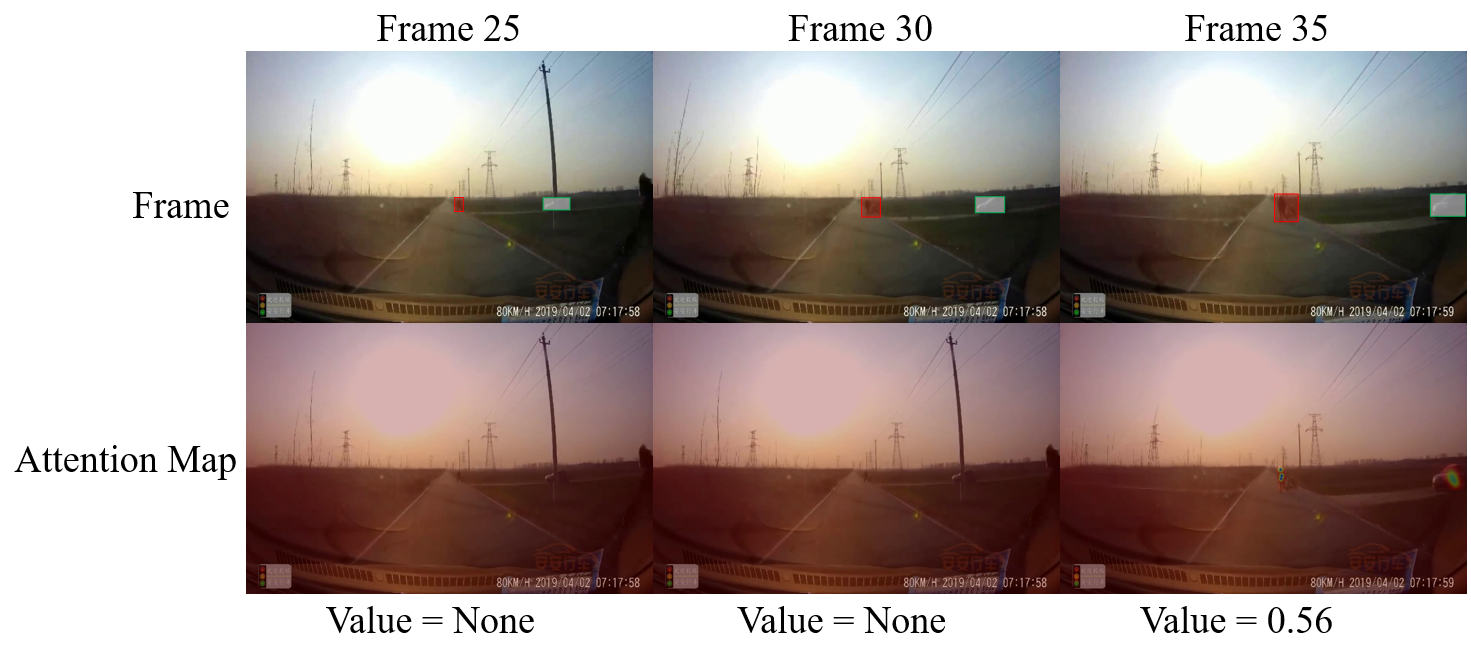 Frame 25
Frame 30
Frame 35
Frame
80KM/H 2019/04/02 07:17:58
80KM/H 2019/04/02 07:17:58
80KM/H 2019/04/02 07:17:59
Attention Map
80KM/H 2019/04/02 07:17:58
80KM/H 2019/04/02 07:17:58
80KM/H 2019/04/02 07:17:59
Value = None
Value = None
Value = 0.56